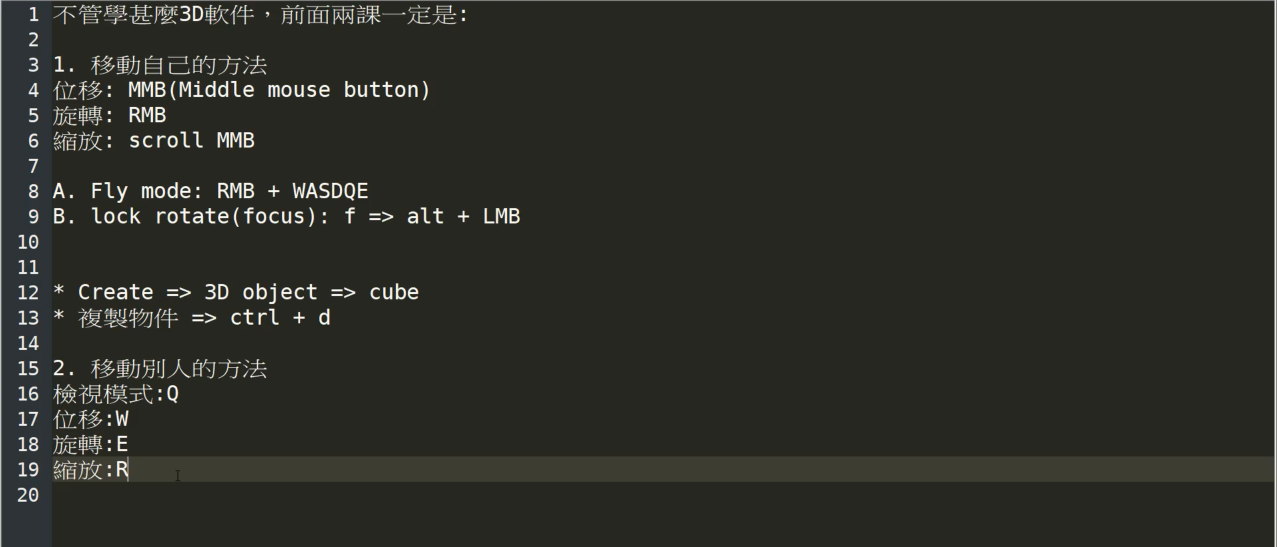 1 不管學甚麼3D軟件，前面兩課一定是:
2
3 1. 移動自己的方法
4 位移: MMB(Middle mouse button)
5 旋轉: RMB
6 縮放: scroll MMB
7
8 A. Fly mode: RMB + WASDQE
9 B. lock rotate(focus): f => alt + LMB
10
11
12 * Create => 3D object => cube
13 * 複製物件 => ctrl + d
14
15 2. 移動別人的方法
16 檢視模式:Q
17 位移:W
18 旋轉:E
19 縮放:R
20